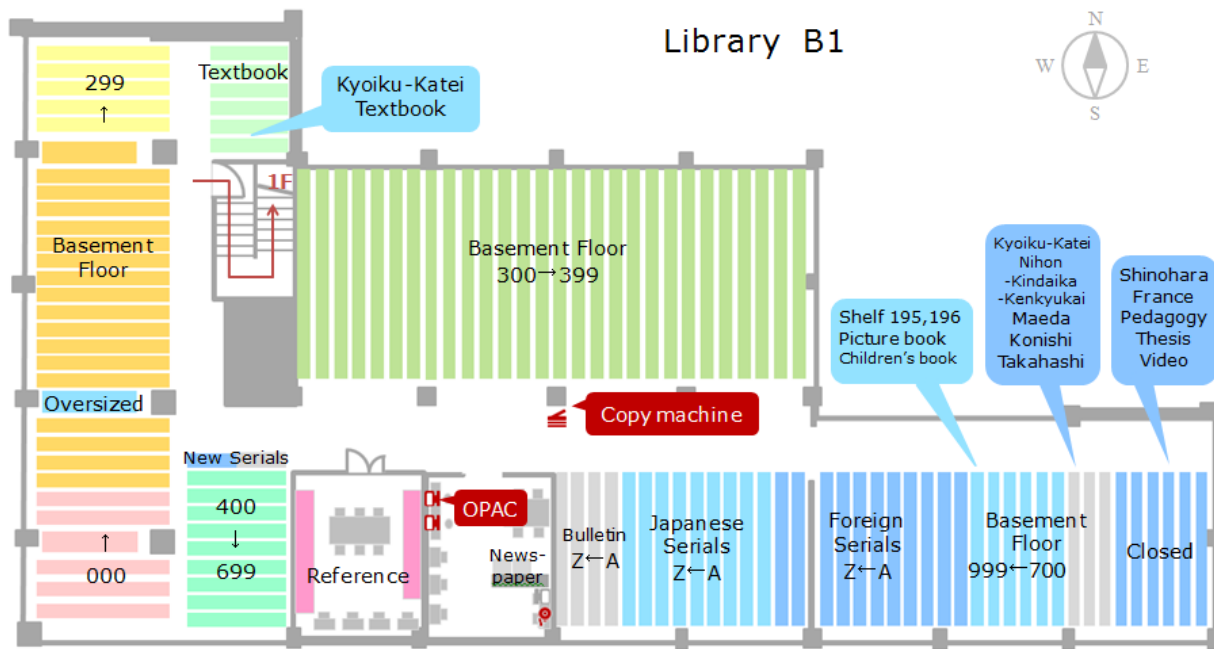 Library B1
N
W E
S
299
↑
Textbook
Kyoiku-Katei
Textbook
1F
Basement
Floor
Basement Floor
300→399
Kyoiku-Katei
Nihon
-Kindaika
-Kenkyukai
Maeda
Konishi
Takahashi
Shinohara
France
Pedagogy
Thesis
Video
Shelf 195,196
Picture book
Children's book
Oversized
Copy machine
New Serials
400
↓
699
↑
000
Reference
OPAC
News-
paper
Bulletin
Z←A
Japanese
Serials
Z←A
Foreign
Serials
Z←A
Basement
Floor
999←700
Closed